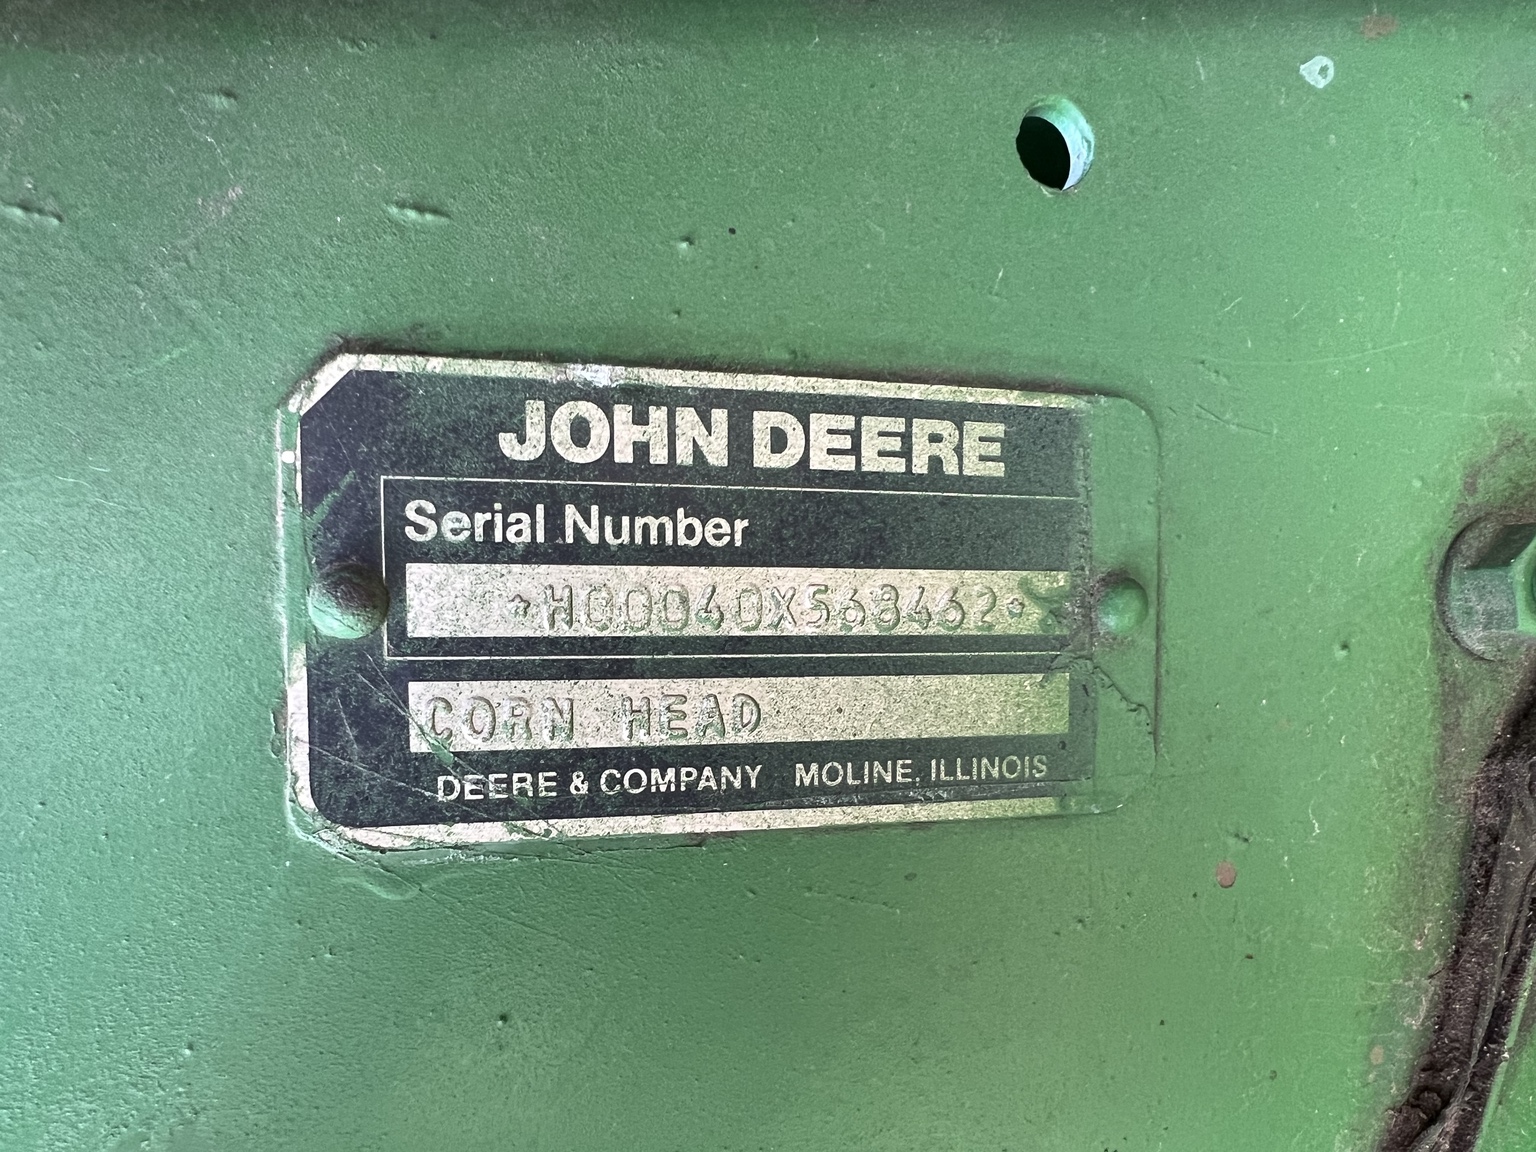 JOHN DEERE
Serial Number
*H00040X568462*
CORN HEAD
DEERE & COMPANY MOLINE, ILLINOIS